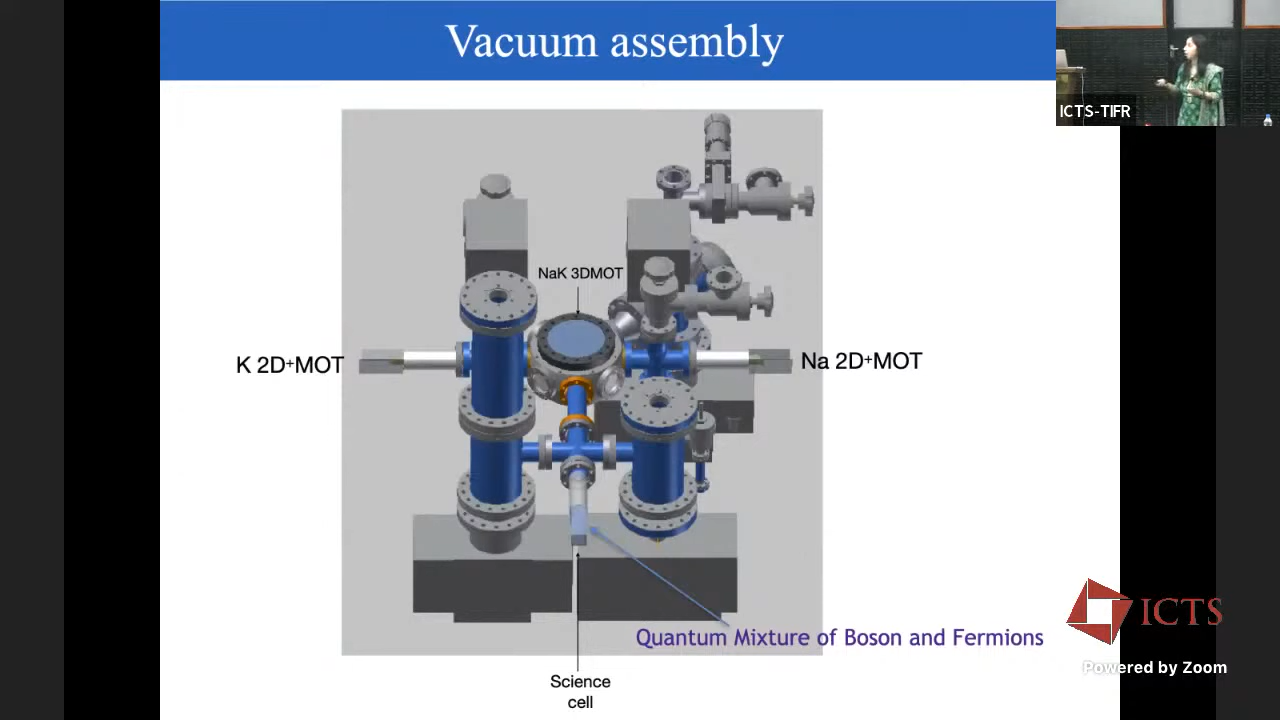 Vacuum assembly
ICTS-TIFR
NaK 3DMOT
K 2D⁺MOT
Na 2D⁺MOT
Quantum Mixture of Boson and Fermions
Science
cell
ICTS
Powered by Zoom